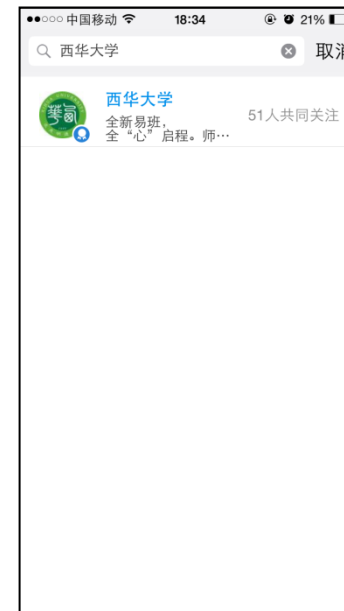 中国移动 18:34 21%
西华大学 取消
西华大学
全新易班，
全“心”启程。师…
51人共同关注